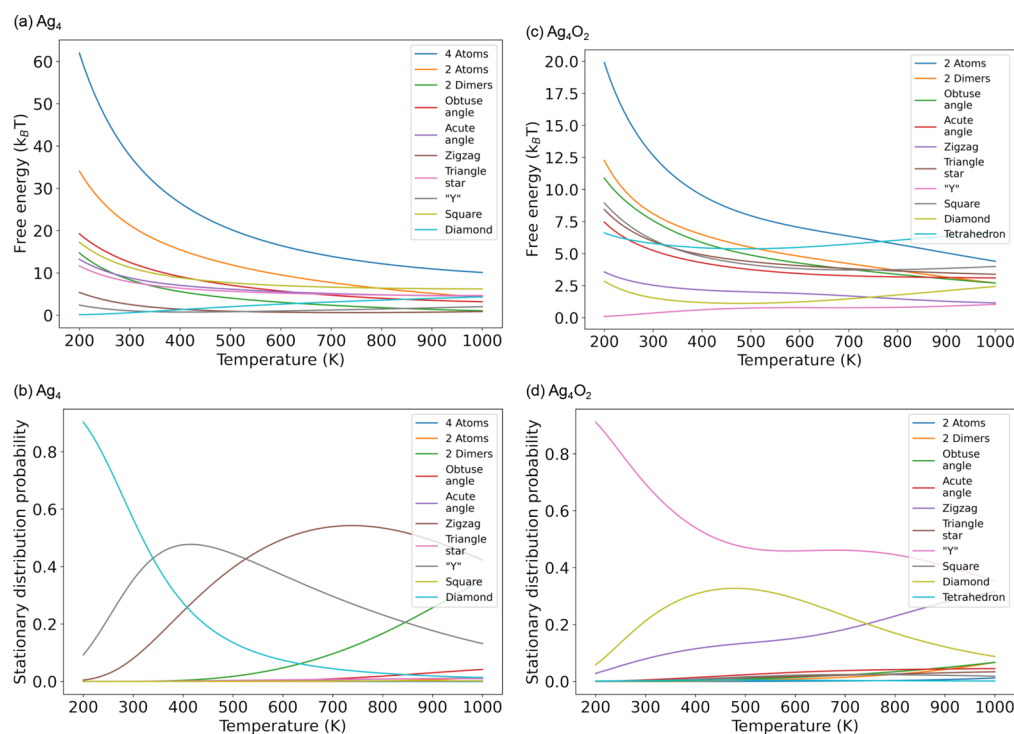 (a) Ag4
60
50
40
30
20
10
0
Free energy (kBT)
200 300 400 500 600 700 800 900 1000
Temperature (K)
4 Atoms
2 Atoms
2 Dimers
Obtuse
angle
Acute
angle
Zigzag
Triangle
star
"Y"
Square
Diamond
(c) Ag4O2
20.0
17.5
15.0
12.5
10.0
7.5
5.0
2.5
0.0
Free energy (kBT)
200 300 400 500 600 700 800 900 1000
Temperature (K)
2 Atoms
2 Dimers
Obtuse
angle
Acute
angle
Zigzag
Triangle
star
"Y"
Square
Diamond
Tetrahedron
(b) Ag4
0.8
0.6
0.4
0.2
0.0
Stationary distribution probability
200 300 400 500 600 700 800 900 1000
Temperature (K)
4 Atoms
2 Atoms
2 Dimers
Obtuse
angle
Acute
angle
Zigzag
Triangle
star
"Y"
Square
Diamond
(d) Ag4O2
0.8
0.6
0.4
0.2
0.0
Stationary distribution probability
200 300 400 500 600 700 800 900 1000
Temperature (K)
2 Atoms
2 Dimers
Obtuse
angle
Acute
angle
Zigzag
Triangle
star
"Y"
Square
Diamond
Tetrahedron